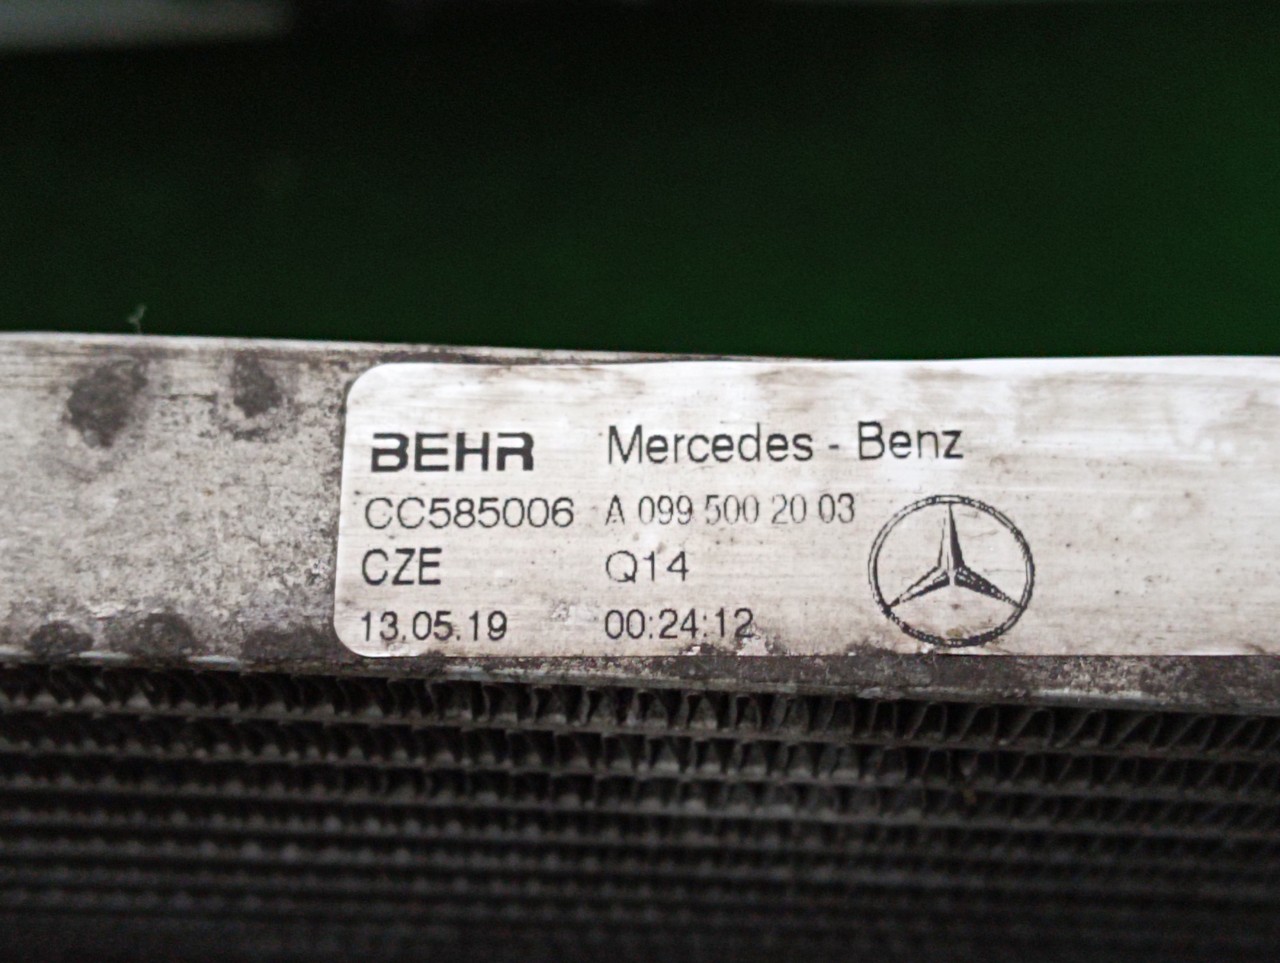 BEHR Mercedes - Benz
CC585006 A 099 500 20 03
CZE Q14
13.05.19 00:24:12